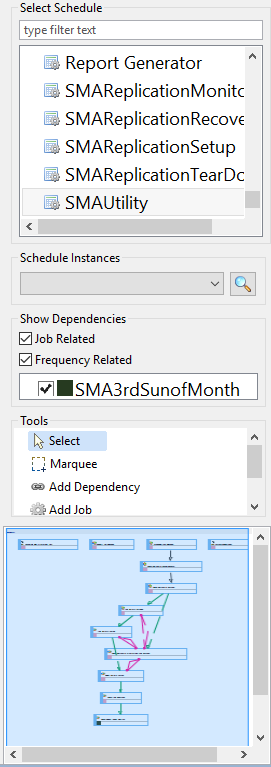 Select Schedule
type filter text
Report Generator
SMAReplicationMonito
SMAReplicationRecove
SMAReplicationSetup
SMAReplicationTearDo
SMAUtility
Schedule Instances
Show Dependencies
Job Related
Frequency Related
SMA3rdSunofMonth
Tools
Select
Marquee
Add Dependency
Add Job